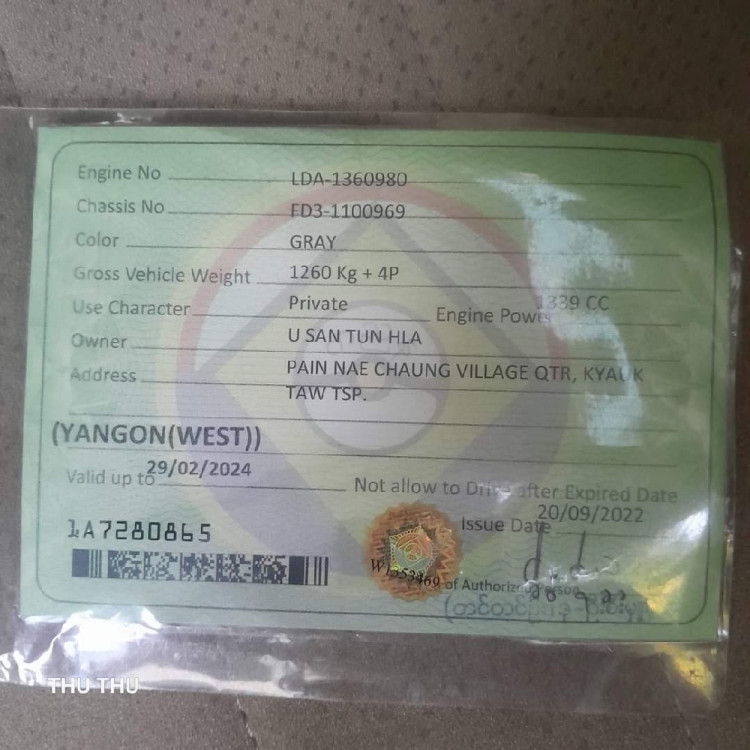 Engine No LDA-1360980
Chassis No FD3-1100969
Color GRAY
Gross Vehicle Weight 1260 Kg + 4P
Use Character Private Engine Power 1339 CC
Owner U SAN TUN HLA
Address PAIN NAE CHAUNG VILLAGE QTR, KYAUK
TAW TSP.
(YANGON(WEST))
Valid up to 29/02/2024 Not allow to Drive after Expired Date
1A7280865 Issue Date 20/09/2022
W1353469 of Authorized Person
THU THU